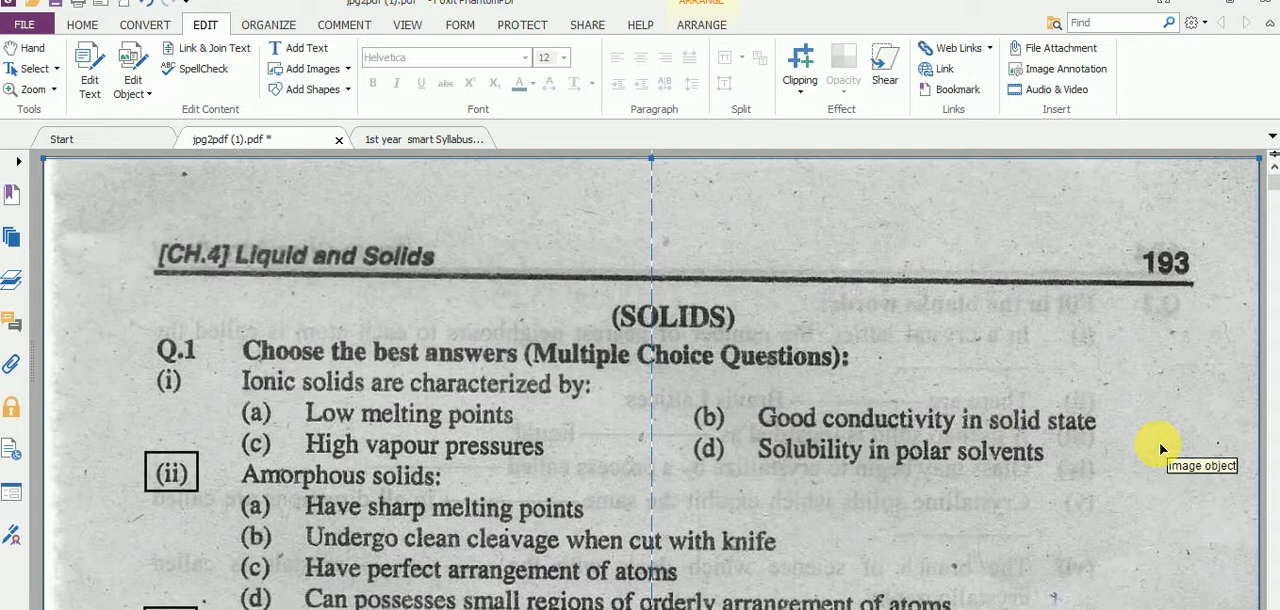 ARRANGE
FILE HOME CONVERT EDIT ORGANIZE COMMENT VIEW FORM PROTECT SHARE HELP ARRANGE Find
Hand Link & Join Text Add Text Helvetica 12 Web Links File Attachment
Select SpellCheck Add Images Link Image Annotation
Zoom Edit Text Edit Object Add Shapes B I U abc X² X₂ A Clipping Opacity Shear Bookmark Audio & Video
Tools Edit Content Font Paragraph Split Effect Links Insert
Start jpg2pdf (1).pdf * 1st year smart Syllabus...
[CH.4] Liquid and Solids 193
(SOLIDS)
Q.1 Choose the best answers (Multiple Choice Questions):
(i) Ionic solids are characterized by:
(a) Low melting points (b) Good conductivity in solid state
(c) High vapour pressures (d) Solubility in polar solvents
image object
(ii) Amorphous solids:
(a) Have sharp melting points
(b) Undergo clean cleavage when cut with knife
(c) Have perfect arrangement of atoms
(d) Can possesses small regions of orderly arrangement of atoms